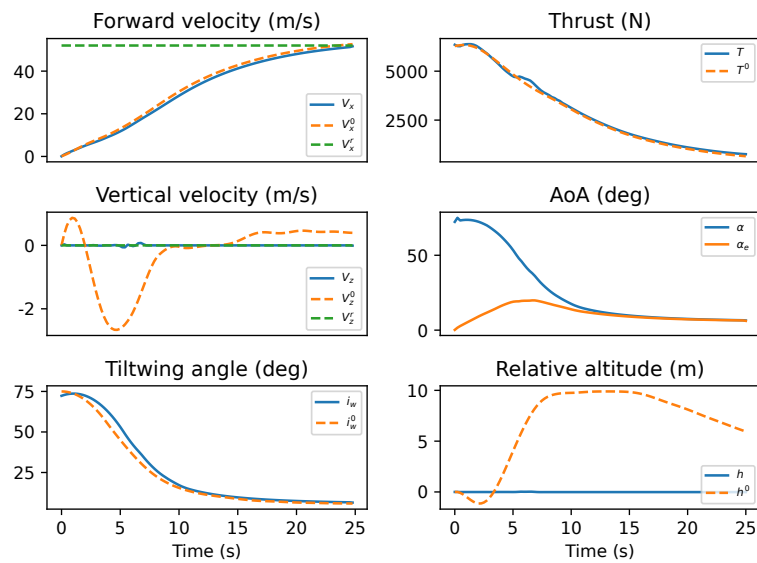 Forward velocity (m/s)
40
20
0
V_x
V_x^0
V_x^r
Thrust (N)
5000
2500
T
T^0
Vertical velocity (m/s)
0
-2
V_z
V_z^0
V_z^r
AoA (deg)
50
0
α
α_e
Tiltwing angle (deg)
75
50
25
i_w
i_w^0
0 5 10 15 20 25
Time (s)
Relative altitude (m)
10
5
0
h
h^0
0 5 10 15 20 25
Time (s)